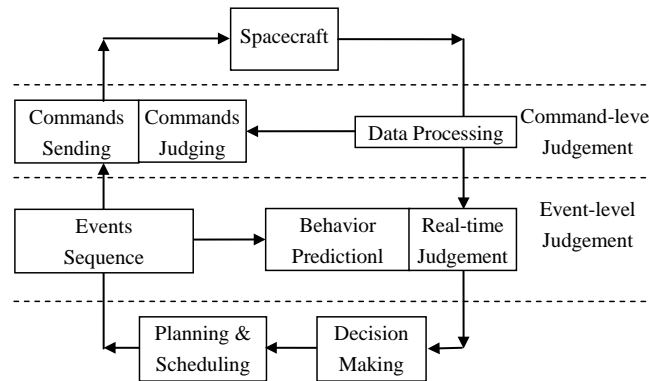 Spacecraft
Commands
Sending
Commands
Judging
Data Processing
Command-leve
Judgement
Events
Sequence
Behavior
Predictionl
Real-time
Judgement
Event-level
Judgement
Planning &
Scheduling
Decision
Making